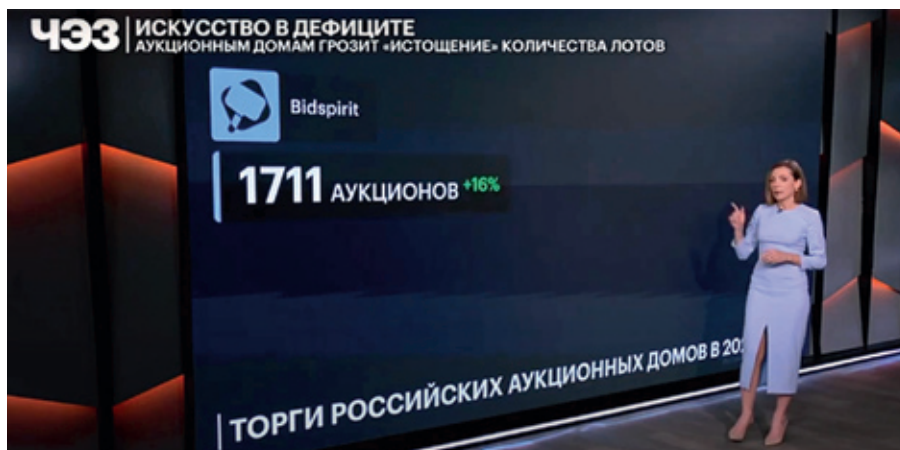 ЧЭЗ
ИСКУССТВО В ДЕФИЦИТЕ
АУКЦИОННЫМ ДОМАМ ГРОЗИТ «ИСТОЩЕНИЕ» КОЛИЧЕСТВА ЛОТОВ
Bidspirit
1711 АУКЦИОНОВ +16%
ТОРГИ РОССИЙСКИХ АУКЦИОННЫХ ДОМОВ В